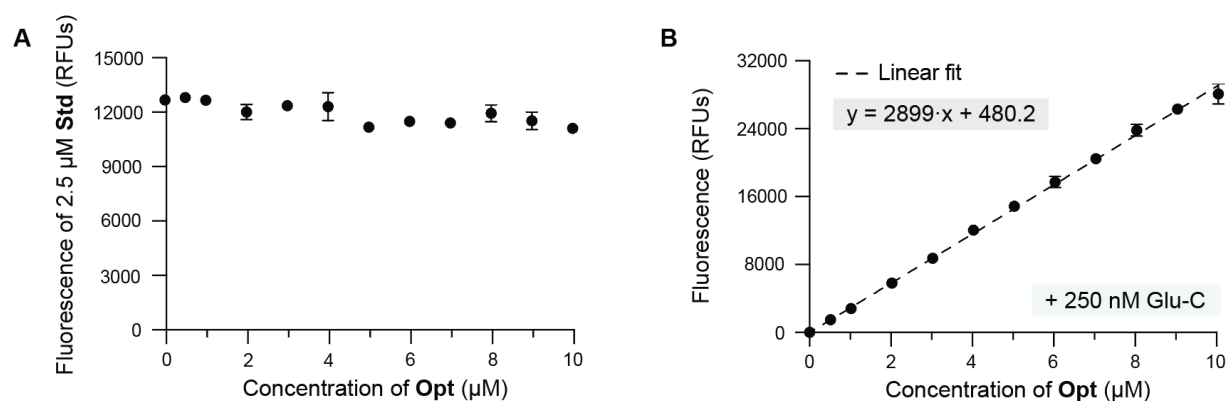 A
Fluorescence of 2.5 µM Std (RFUs)
15000
12000
9000
6000
3000
0
0 2 4 6 8 10
Concentration of Opt (µM)
B
Fluorescence (RFUs)
32000
24000
16000
8000
0
Linear fit
y = 2899·x + 480.2
+ 250 nM Glu-C
0 2 4 6 8 10
Concentration of Opt (µM)